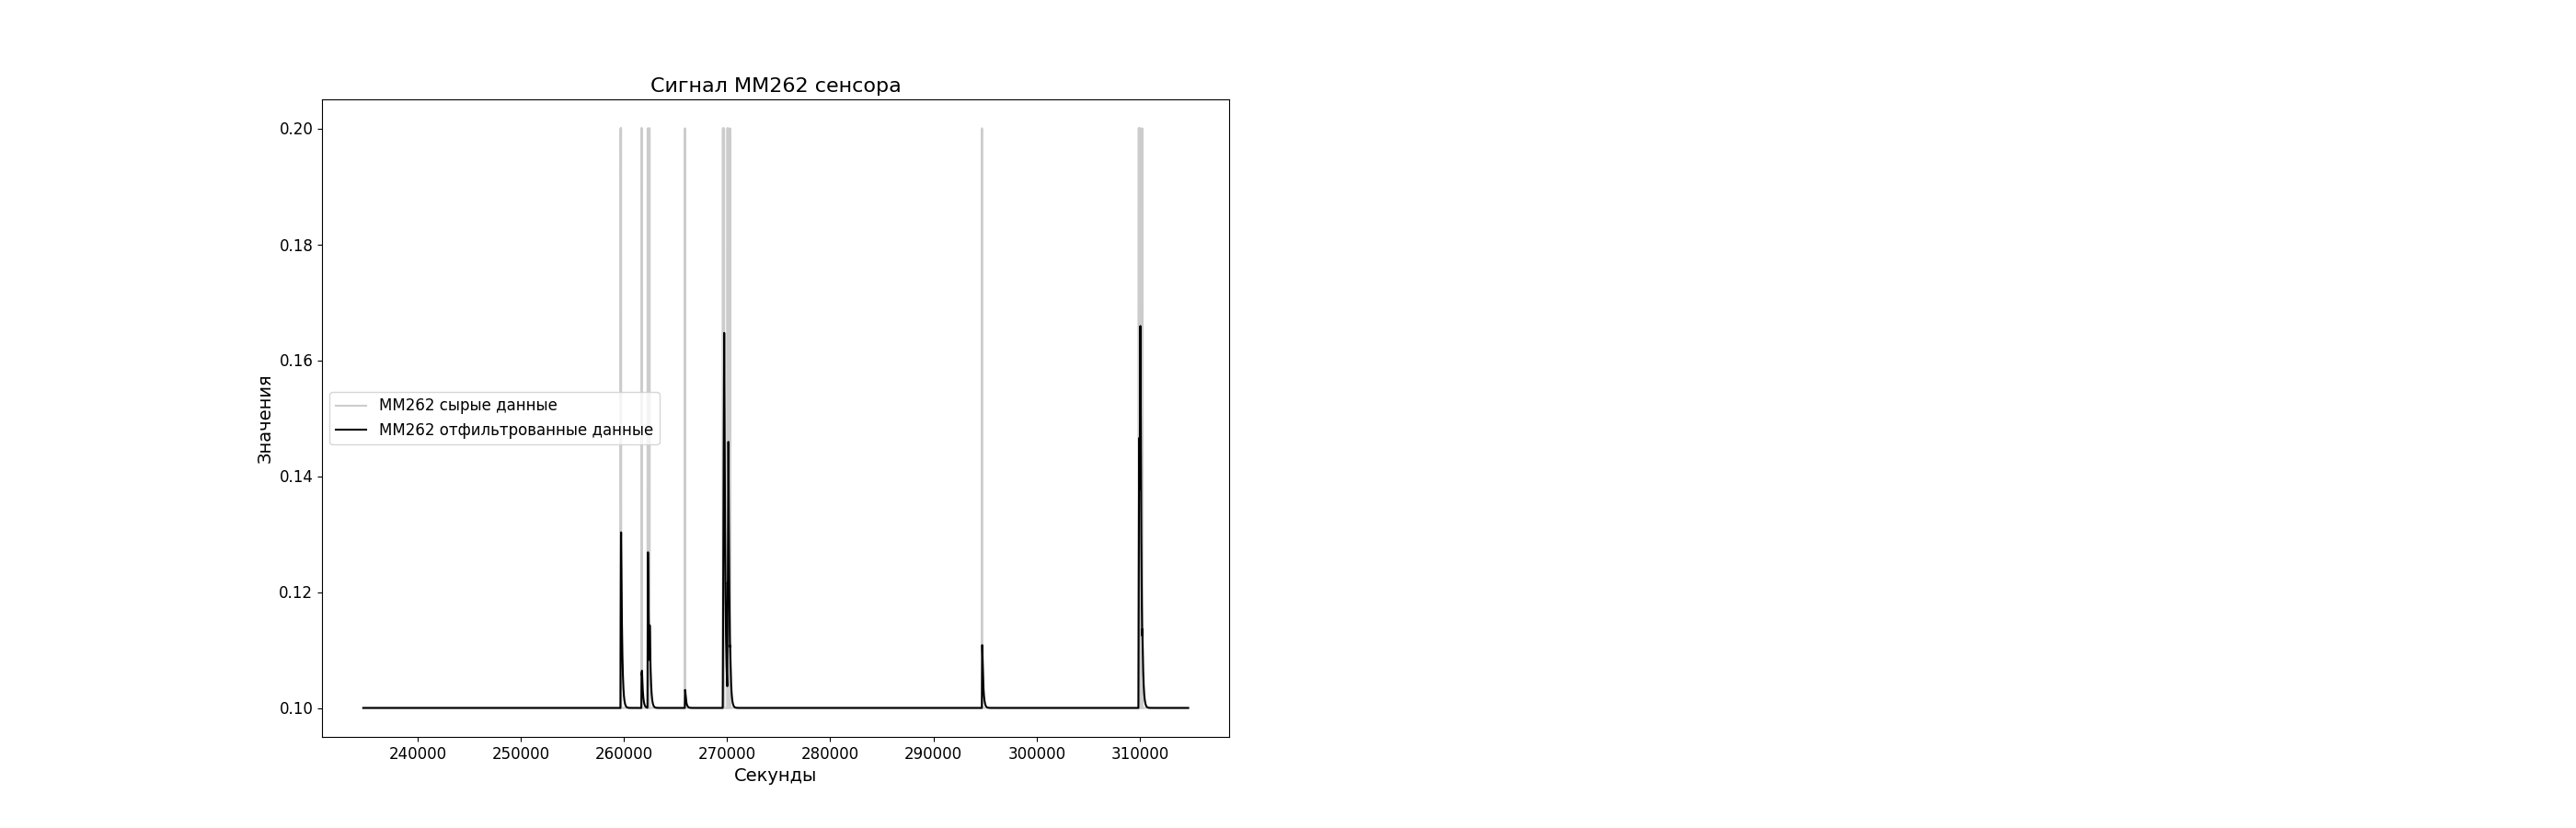 Сигнал ММ262 сенсора
0.20
0.18
0.16
0.14
0.12
0.10
Значения
ММ262 сырые данные
ММ262 отфильтрованные данные
240000 250000 260000 270000 280000 290000 300000 310000
Секунды